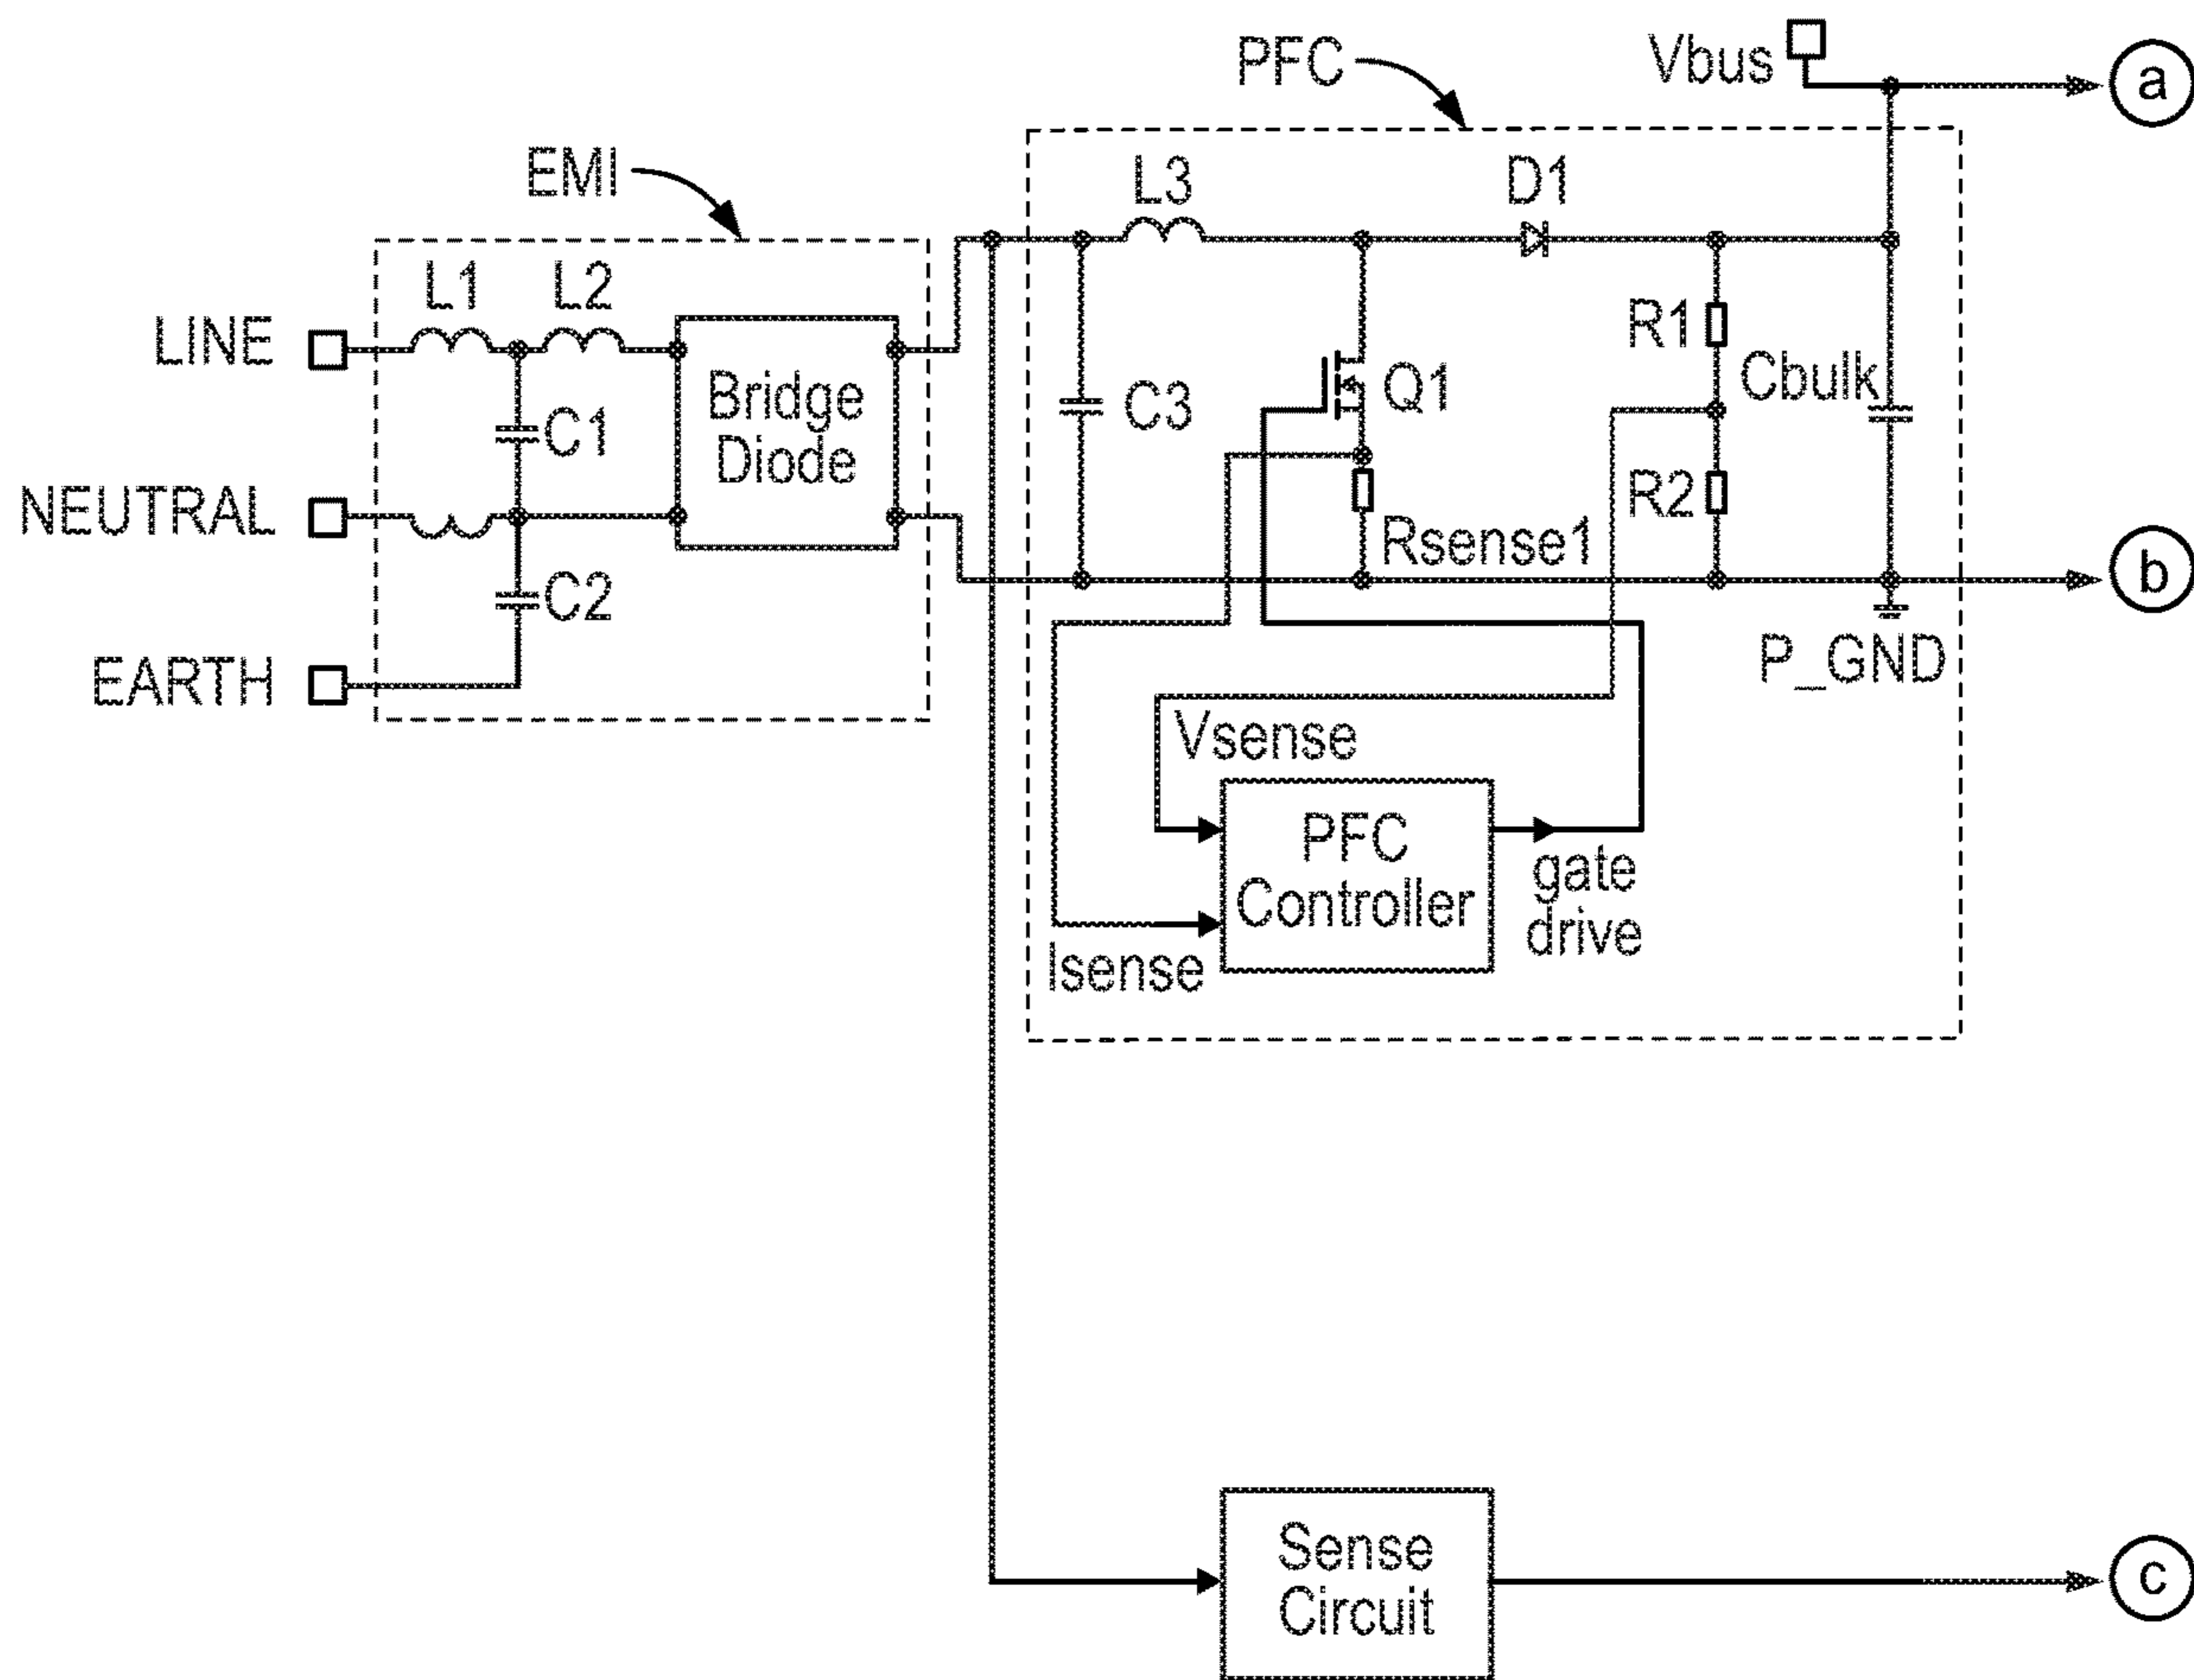 PFC
Vbus
a
EMI
L3
D1
L1
L2
LINE
R1
Bridge
Diode
C1
C3
Q1
Cbulk
NEUTRAL
R2
Rsense1
C2
b
EARTH
P_GND
Vsense
PFC
Controller
gate
drive
Isense
Sense
Circuit
c